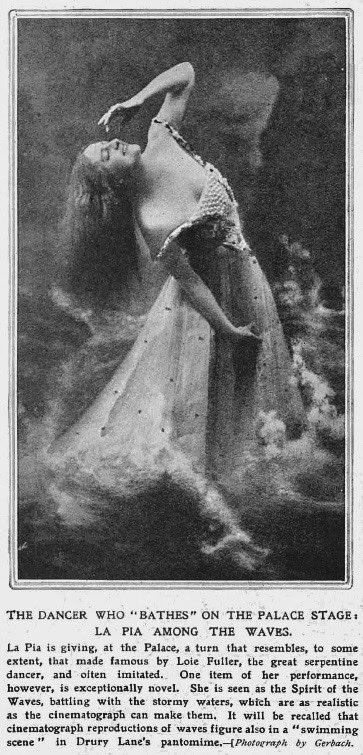 THE DANCER WHO "BATHES" ON THE PALACE STAGE:
LA PIA AMONG THE WAVES.
La Pia is giving, at the Palace, a turn that resembles, to some
extent, that made famous by Loie Fuller, the great serpentine
dancer, and often imitated. One item of her performance,
however, is exceptionally novel. She is seen as the Spirit of the
Waves, battling with the stormy waters, which are as realistic
as the cinematograph can make them. It will be recalled that
cinematograph reproductions of waves figure also in a "swimming
scene" in Drury Lane's pantomime.—Photograph by Gerlach.